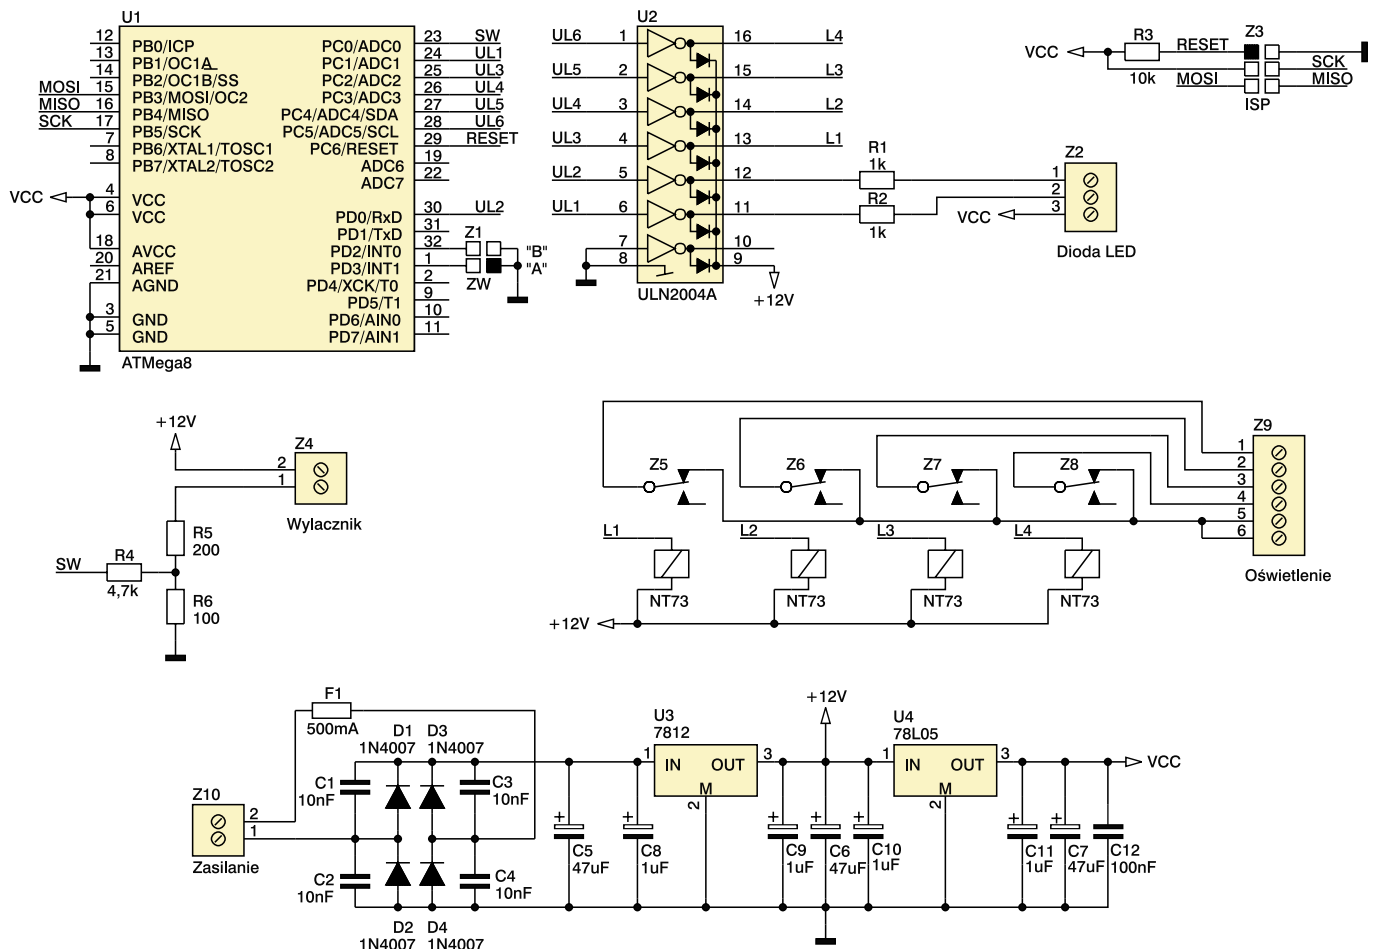 U1
12 PB0/ICP PC0/ADC0 23 SW
13 PB1/OC1A PC1/ADC1 24 UL1
14 PB2/OC1B/SS PC2/ADC2 25 UL3
MOSI 15 PB3/MOSI/OC2 PC3/ADC3 26 UL4
MISO 16 PB4/MISO PC4/ADC4/SDA 27 UL5
SCK 17 PB5/SCK PC5/ADC5/SCL 28 UL6
7 PB6/XTAL1/TOSC1 PC6/RESET 29 RESET
8 PB7/XTAL2/TOSC2 ADC6 19
ADC7 22
VCC 4 VCC
6 VCC PD0/RxD 30 UL2
PD1/TxD 31
18 AVCC PD2/INT0 32 Z1 "B"
20 AREF PD3/INT1 1 "A"
21 AGND PD4/XCK/T0 2 ZW
PD5/T1 9
3 GND PD6/AIN0 10
5 GND PD7/AIN1 11
ATMega8
U2
UL6 1 16 L4
UL5 2 15 L3
UL4 3 14 L2
UL3 4 13 L1
UL2 5 12
UL1 6 11
7 10
8 9
ULN2004A
+12V
R1
1k
R2
1k
Z2
1
2
VCC 3
Dioda LED
R3 Z3
VCC RESET
10k SCK
MOSI MISO
ISP
+12V
Z4
2
1
Wylacznik
R5
200
SW R4
4,7k
R6
100
Z9
1
2
3
4
5
6
Oświetlenie
Z5 Z6 Z7 Z8
L1 L2 L3 L4
NT73 NT73 NT73 NT73
+12V
F1
500mA
D1 D3
1N4007 1N4007
C1
10nF
C3
10nF
Z10
2
1
Zasilanie
C2
10nF
C4
10nF
D2 D4
1N4007 1N4007
+
C5
47uF
+
C8
1uF
U3
7812
1 IN OUT 3
M
2
+12V
+
C9
1uF
+
C6
47uF
+
C10
1uF
U4
78L05
1 IN OUT 3
M
2
VCC
+
C11
1uF
+
C7
47uF
C12
100nF